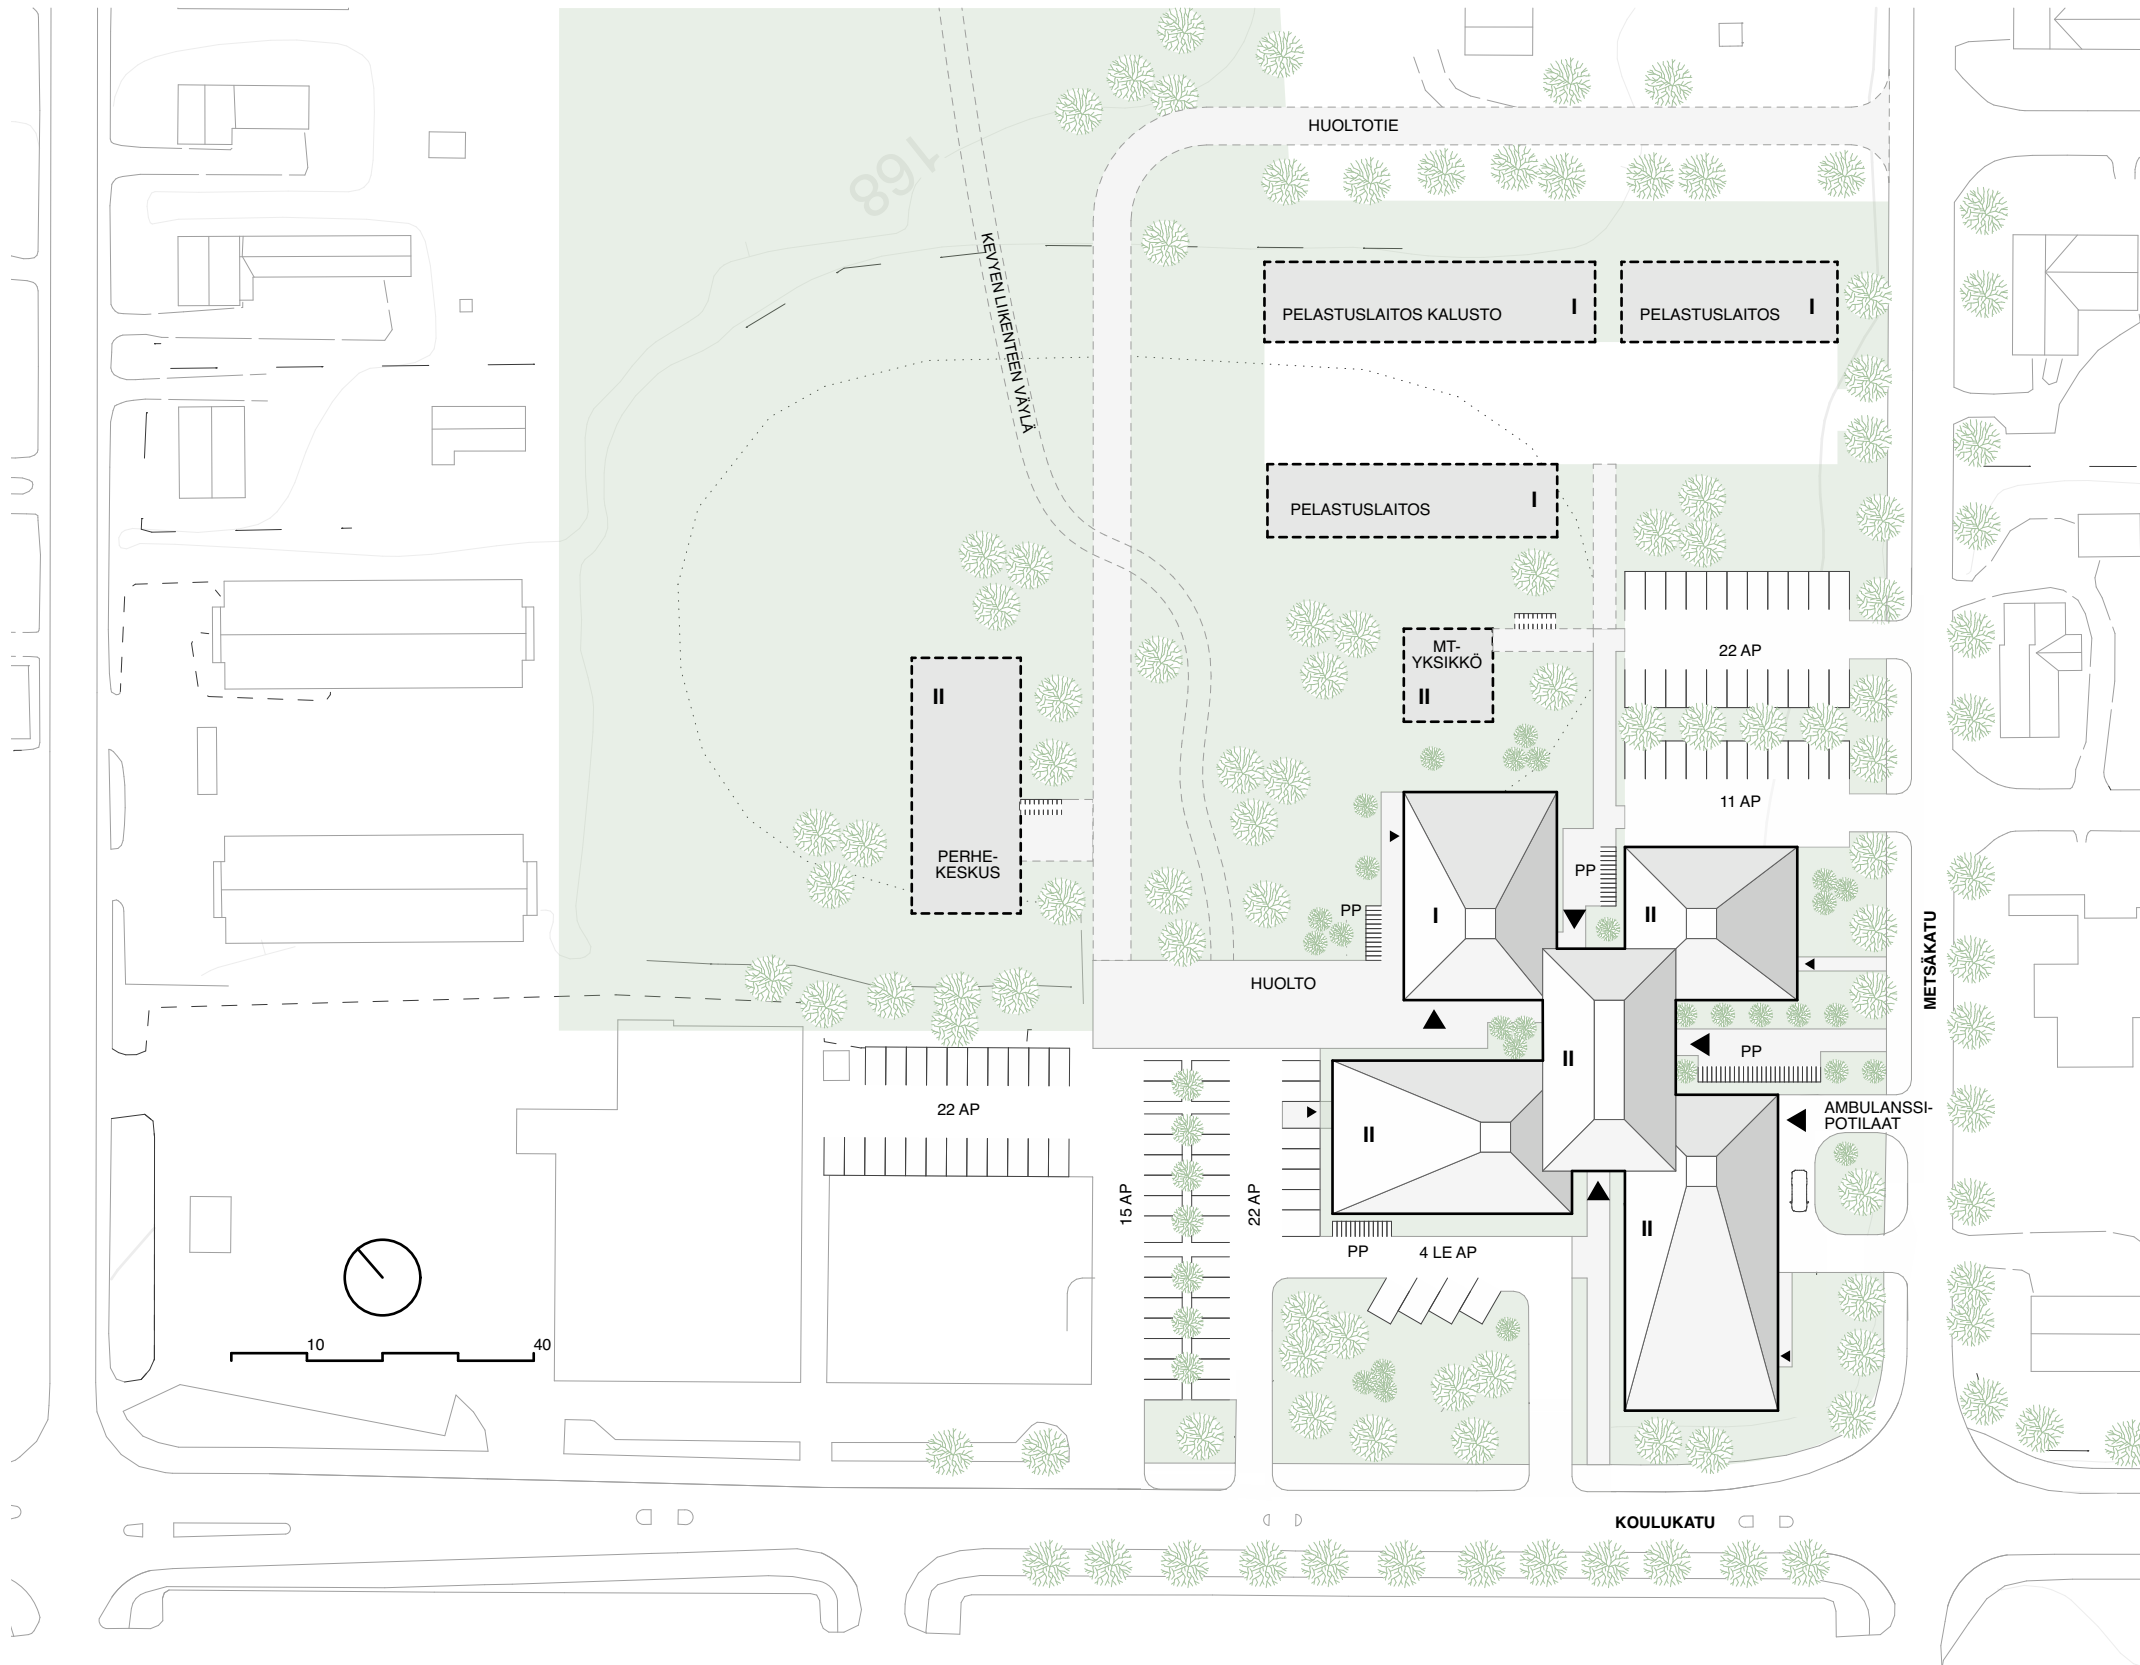 HUOLTOTIE
168
KEVYEN LIIKENTEEN VÄYLÄ
PELASTUSLAITOS KALUSTO
I
PELASTUSLAITOS
I
PELASTUSLAITOS
I
MT-
YKSIKKÖ
II
22 AP
II
PERHE-
KESKUS
11 AP
PP
PP
I
II
METSÄKATU
HUOLTO
II
PP
22 AP
AMBULANSSI-
POTILAAT
II
15 AP
22 AP
II
PP
4 LE AP
10
40
KOULUKATU